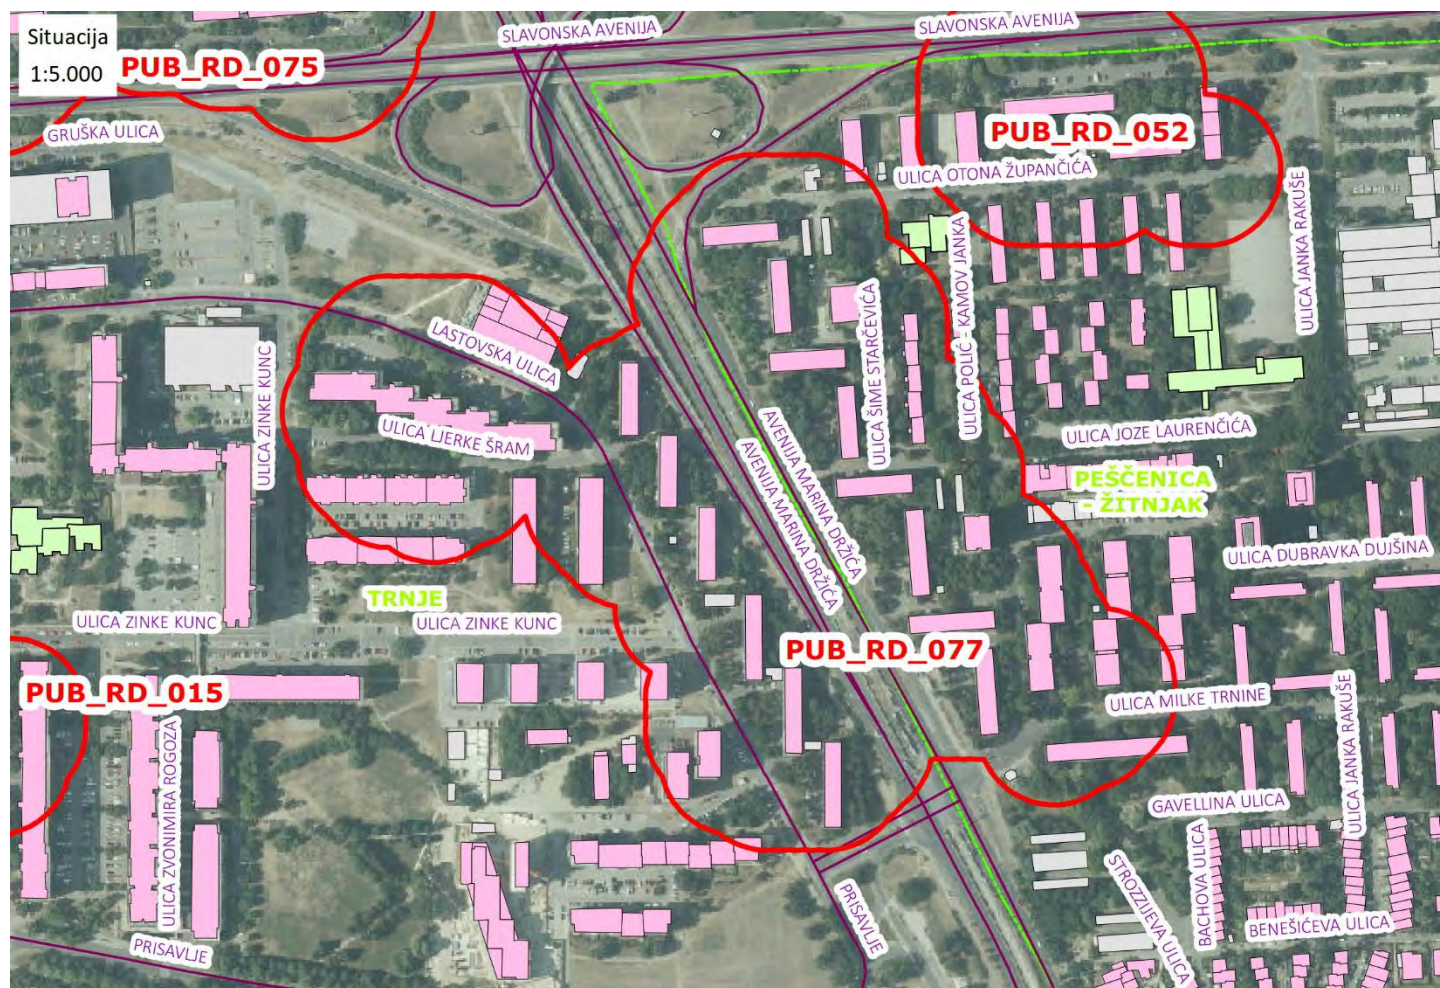 Situacija
1:5.000
SLAVONSKA AVENIJA
SLAVONSKA AVENIJA
PUB_RD_075
GRUŠKA ULICA
PUB_RD_052
ULICA OTONA ŽUPANČIĆA
ULICA JANKA RAKUŠE
ULICA POLIĆ - KAMOV JANKA
ULICA ŠIME STARČEVIĆA
LASTOVSKA ULICA
ULICA ZINKE KUNC
ULICA LJERKE ŠRAM
AVENIJA MARINA DRŽIĆA
AVENIJA MARINA DRŽIĆA
ULICA JOZE LAURENČIĆA
PEŠČENICA
- ŽITNJAK
ULICA DUBRAVKA DUJŠINA
TRNJE
ULICA ZINKE KUNC
ULICA ZINKE KUNC
PUB_RD_077
PUB_RD_015
ULICA MILKE TRNINE
ULICA JANKA RAKUŠE
ULICA ZVONIMIRA ROGOZA
GAVELLINA ULICA
BACHOVA ULICA
STROZZIJEVA ULICA
BENEŠIĆEVA ULICA
PRISAVLJE
PRISAVLJE